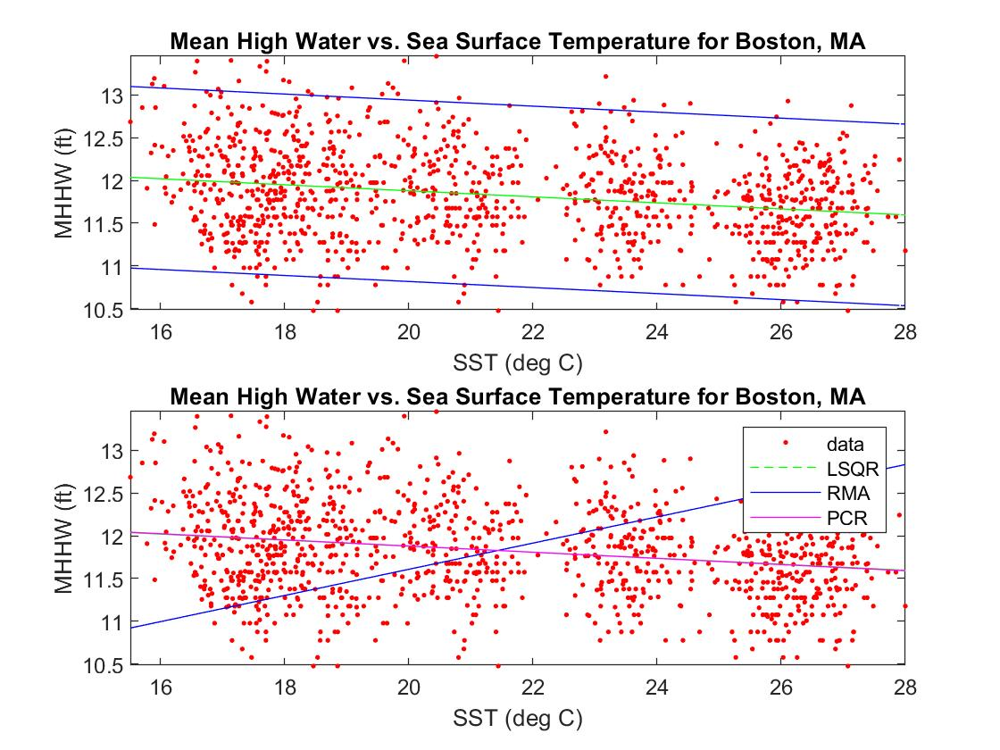 Mean High Water vs. Sea Surface Temperature for Boston, MA
13
12.5
12
11.5
11
10.5
MHHW (ft)
16 18 20 22 24 26 28
SST (deg C)
Mean High Water vs. Sea Surface Temperature for Boston, MA
13
12.5
12
11.5
11
10.5
MHHW (ft)
data
LSQR
RMA
PCR
16 18 20 22 24 26 28
SST (deg C)